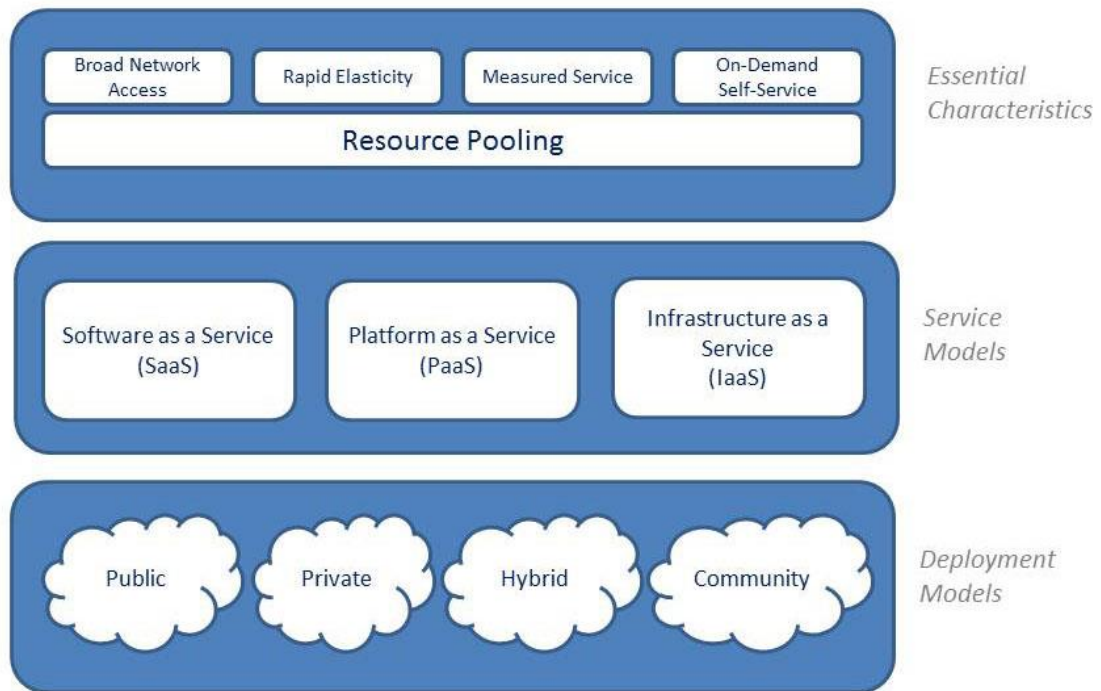 Broad Network
Access
Rapid Elasticity
Measured Service
On-Demand
Self-Service
Resource Pooling
Essential
Characteristics
Software as a Service
(SaaS)
Platform as a Service
(PaaS)
Infrastructure as a
Service
(IaaS)
Service
Models
Public
Private
Hybrid
Community
Deployment
Models